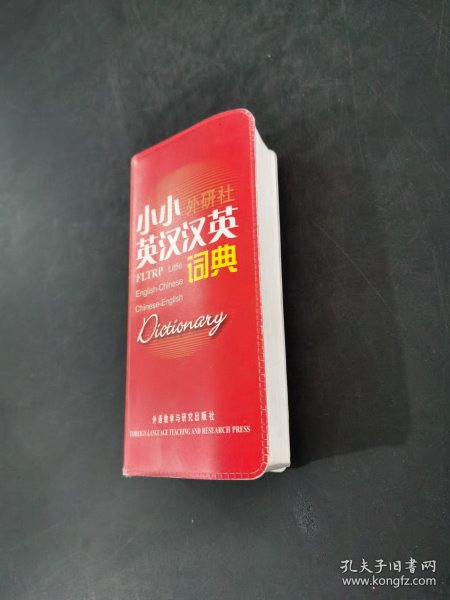 小小 外研社
英汉汉英
FLTRP Little 词典
English-Chinese
Chinese-English
Dictionary
外语教学与研究出版社
FOREIGN LANGUAGE TEACHING AND RESEARCH PRESS
孔夫子旧书网
www.kongfz.com